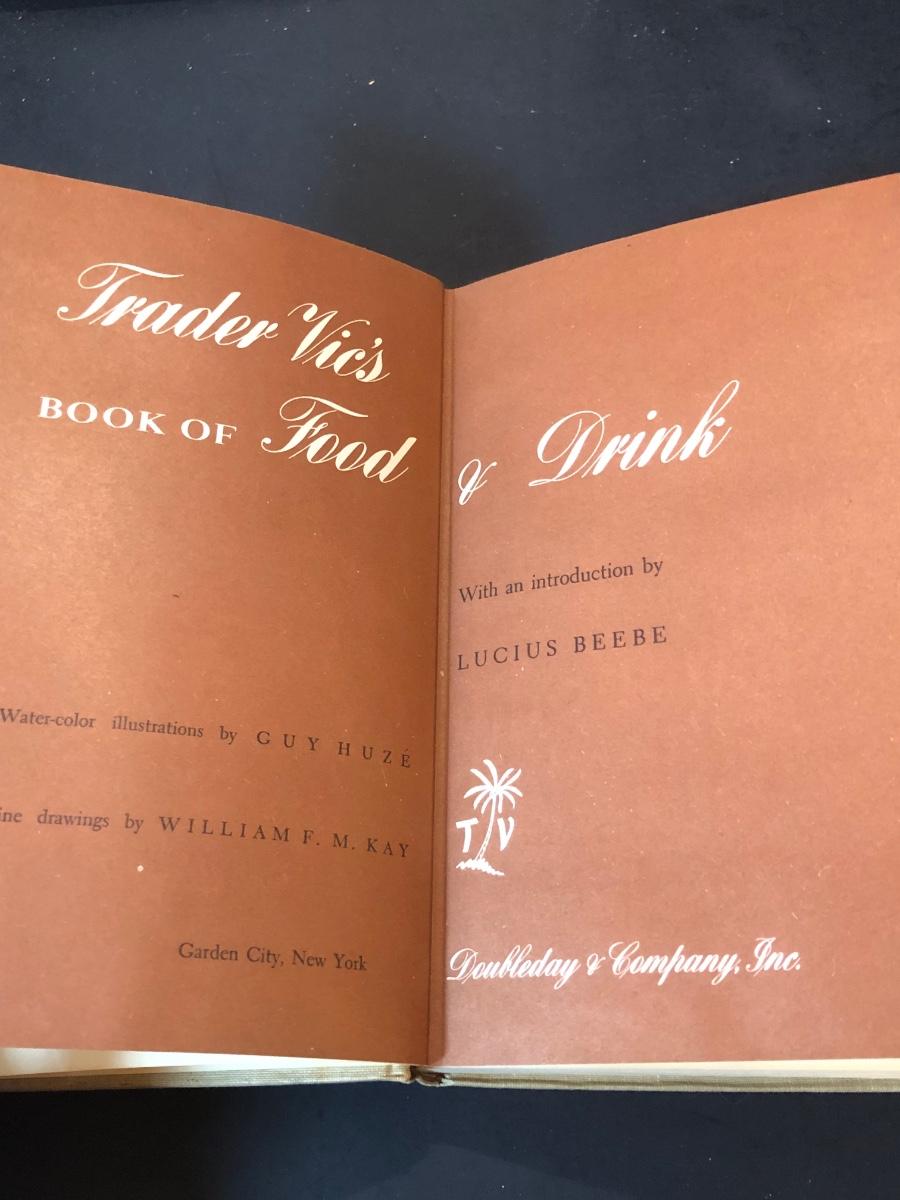 Trader Vic's
BOOK OF Food
& Drink
With an introduction by
LUCIUS BEEBE
Water-color illustrations by GUY HUZÉ
ine drawings by WILLIAM F. M. KAY
T V
Garden City, New York
Doubleday & Company, Inc.